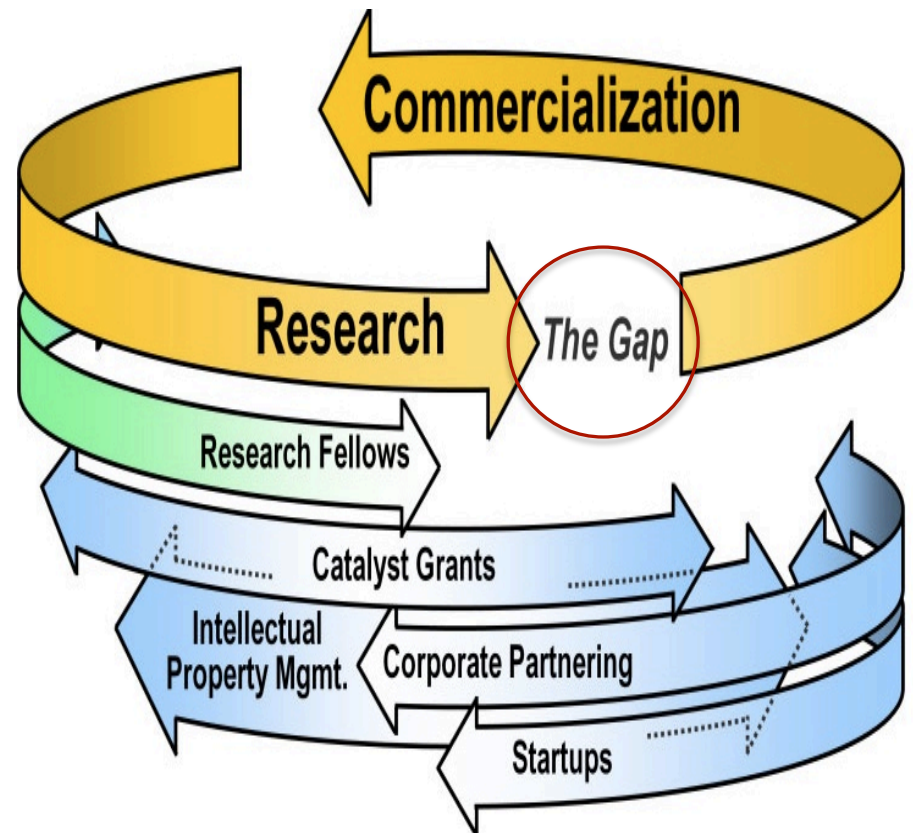 Commercialization
Research
The Gap
Research Fellows
Catalyst Grants
Intellectual
Property Mgmt.
Corporate Partnering
Startups